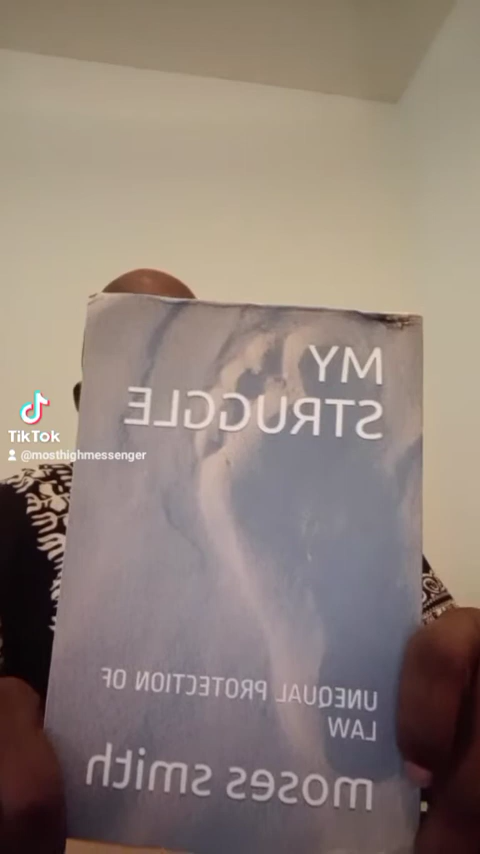 MY
STRUGGLE
TikTok
@mosthighmessenger
UNEQUAL PROTECTION OF
LAW
moses smith